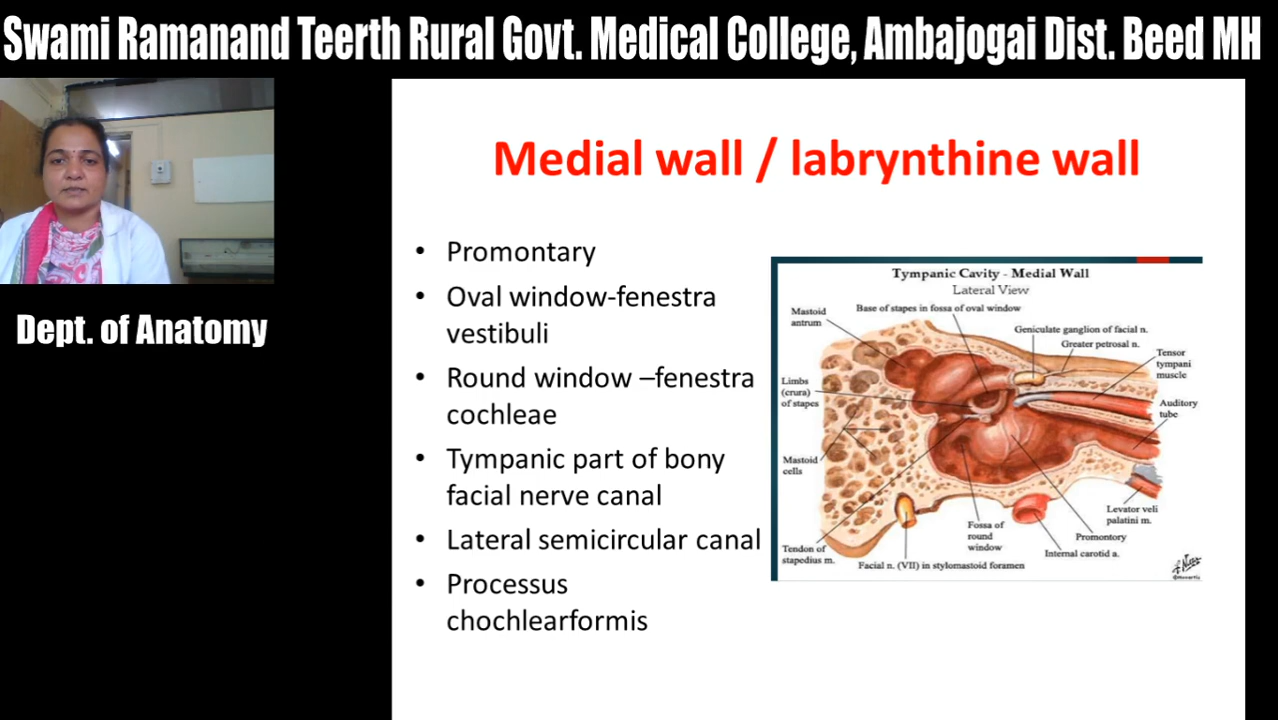 Swami Ramanand Teerth Rural Govt. Medical College, Ambajogai Dist. Beed MH
Dept. of Anatomy
Medial wall / labrynthine wall
• Promontary
• Oval window-fenestra
vestibuli
• Round window –fenestra
cochleae
• Tympanic part of bony
facial nerve canal
• Lateral semicircular canal
• Processus
chochlearformis
Tympanic Cavity - Medial Wall
Lateral View
Mastoid
antrum
Base of stapes in fossa of oval window
Geniculate ganglion of facial n.
Greater petrosal n.
Tensor
tympani
muscle
Limbs
(crura)
of stapes
Auditory
tube
Mastoid
cells
Levator veli
palatini m.
Fossa of
round
window
Promontory
Internal carotid a.
Tendon of
stapedius m.
Facial n. (VII) in stylomastoid foramen